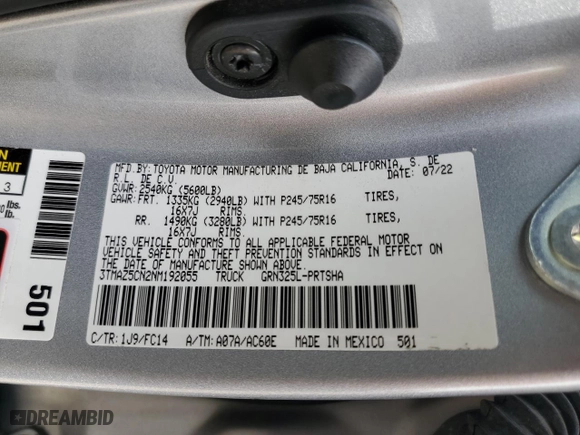 MFD.BY:TOYOTA MOTOR MANUFACTURING DE BAJA CALIFORNIA, S. DE
R.L. DE C.V. DATE: 07/22
GVWR:2540KG (5600LB)
GAWR:FRT. 1335KG (2940LB) WITH P245/75R16 TIRES,
16X7J RIMS
RR. 1490KG (3280LB) WITH P245/75R16 TIRES,
16X7J RIMS.
THIS VEHICLE CONFORMS TO ALL APPLICABLE FEDERAL MOTOR
VEHICLE SAFETY AND THEFT PREVENTION STANDARDS IN EFFECT ON
THE DATE OF MANUFACTURE SHOWN ABOVE.
3TMAZ5CN2NM192055 TRUCK GRN325L-PRTSHA
C/TR: 1J9/FC14 A/TM: A07A/AC60E MADE IN MEXICO 501
3
lbs.
lb.
501
DREAMBID